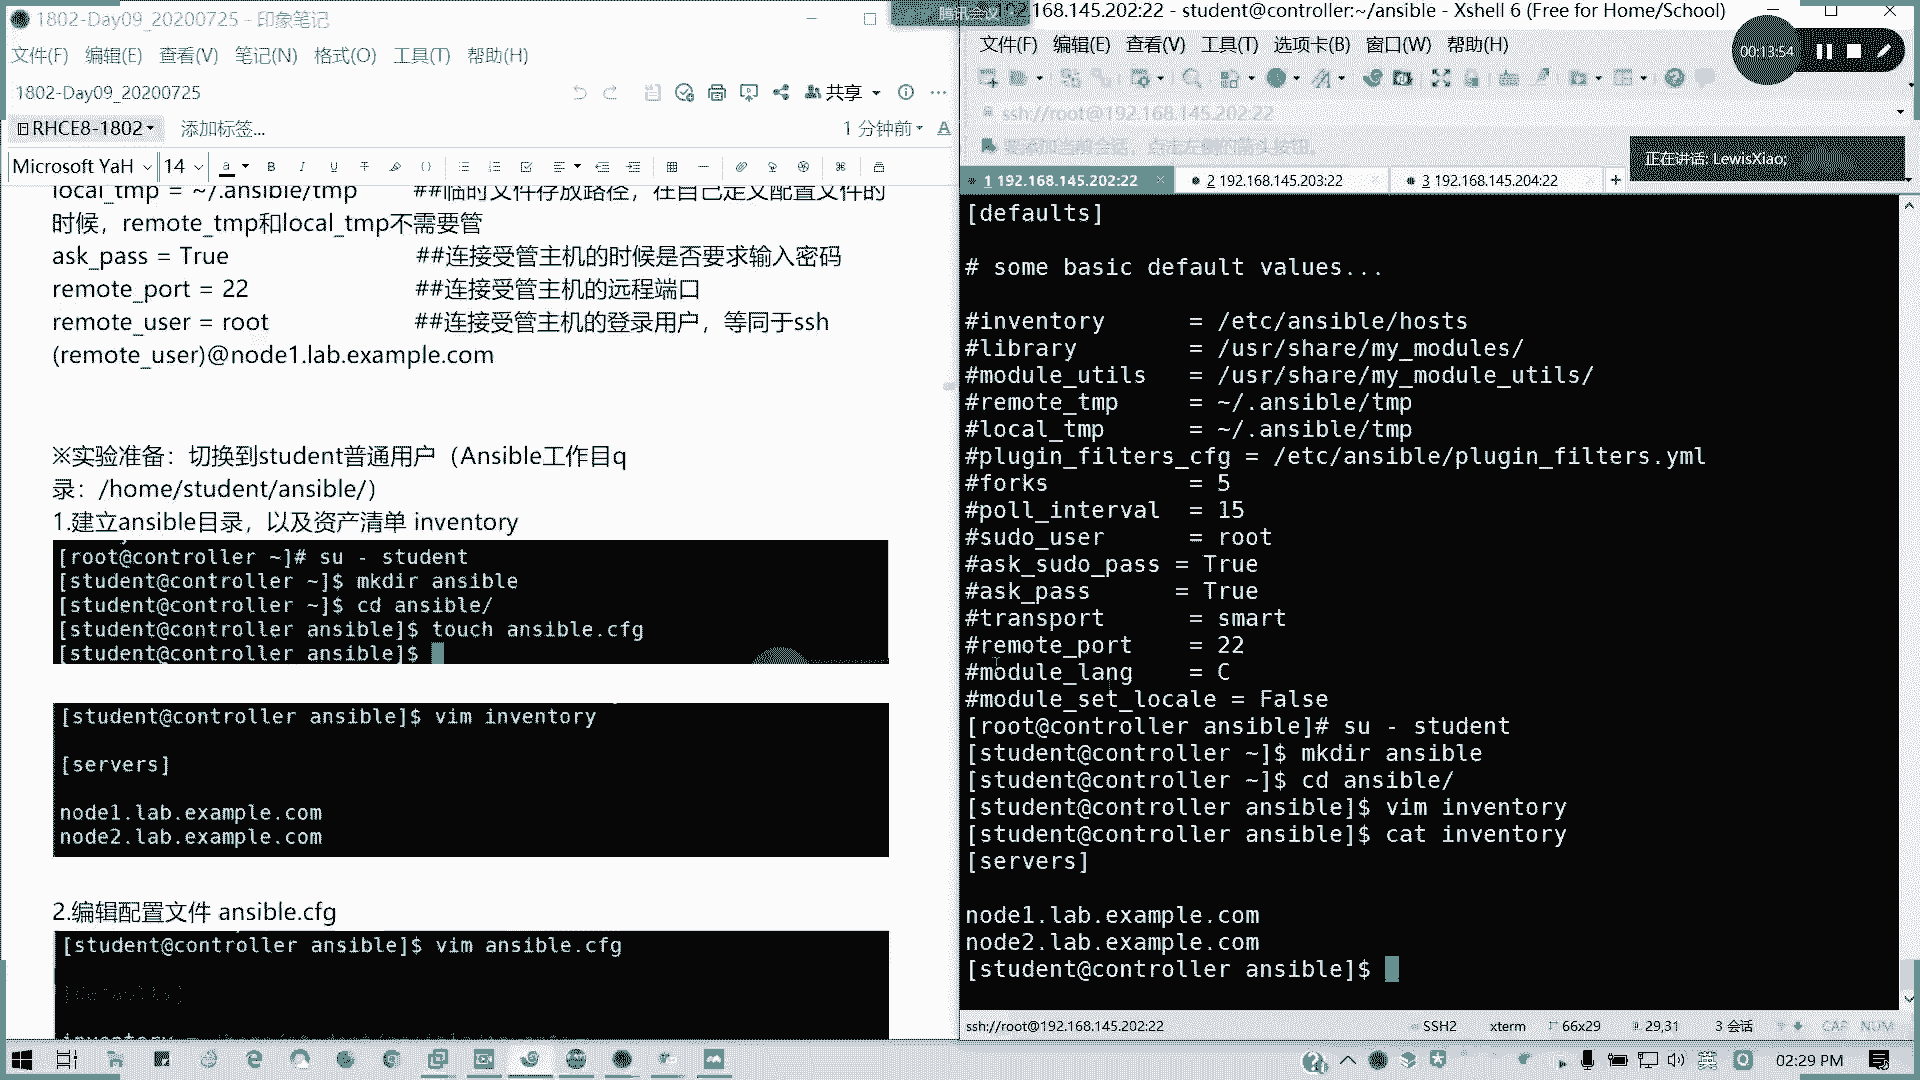 1802-Day09_20200725 - 印象笔记
文件(F) 编辑(E) 查看(V) 笔记(N) 格式(O) 工具(T) 帮助(H)
1802-Day09_20200725
共享
RHCE8-1802
添加标签...
1 分钟前
Microsoft YaH 14
local_tmp = ~/.ansible/tmp ##临时文件存放路径，在自己定义配置文件的
时候，remote_tmp和local_tmp不需要管
ask_pass = True ##连接受管主机的时候是否要求输入密码
remote_port = 22 ##连接受管主机的远程端口
remote_user = root ##连接受管主机的登录用户，等同于ssh
(remote_user)@node1.lab.example.com
※实验准备：切换到student普通用户（Ansible工作目q
录：/home/student/ansible/）
1.建立ansible目录，以及资产清单 inventory
[root@controller ~]# su - student
[student@controller ~]$ mkdir ansible
[student@controller ~]$ cd ansible/
[student@controller ansible]$ touch ansible.cfg
[student@controller ansible]$
[student@controller ansible]$ vim inventory
[servers]
node1.lab.example.com
node2.lab.example.com
2.编辑配置文件 ansible.cfg
[student@controller ansible]$ vim ansible.cfg
[defaults]
腾讯会议
192.168.145.202:22 - student@controller:~/ansible - Xshell 6 (Free for Home/School)
文件(F) 编辑(E) 查看(V) 工具(T) 选项卡(B) 窗口(W) 帮助(H)
00:13:54
ssh://root@192.168.145.202:22
要添加当前会话，点击左侧的箭头按钮。
正在讲话: LewisXiao;
1 192.168.145.202:22
2 192.168.145.203:22
3 192.168.145.204:22
[defaults]
# some basic default values...
#inventory = /etc/ansible/hosts
#library = /usr/share/my_modules/
#module_utils = /usr/share/my_module_utils/
#remote_tmp = ~/.ansible/tmp
#local_tmp = ~/.ansible/tmp
#plugin_filters_cfg = /etc/ansible/plugin_filters.yml
#forks = 5
#poll_interval = 15
#sudo_user = root
#ask_sudo_pass = True
#ask_pass = True
#transport = smart
#remote_port = 22
#module_lang = C
#module_set_locale = False
[root@controller ansible]# su - student
[student@controller ~]$ mkdir ansible
[student@controller ~]$ cd ansible/
[student@controller ansible]$ vim inventory
[student@controller ansible]$ cat inventory
[servers]
node1.lab.example.com
node2.lab.example.com
[student@controller ansible]$
ssh://root@192.168.145.202:22 SSH2 xterm 66x29 29,31 3 会话 CAP NUM
英 02:29 PM